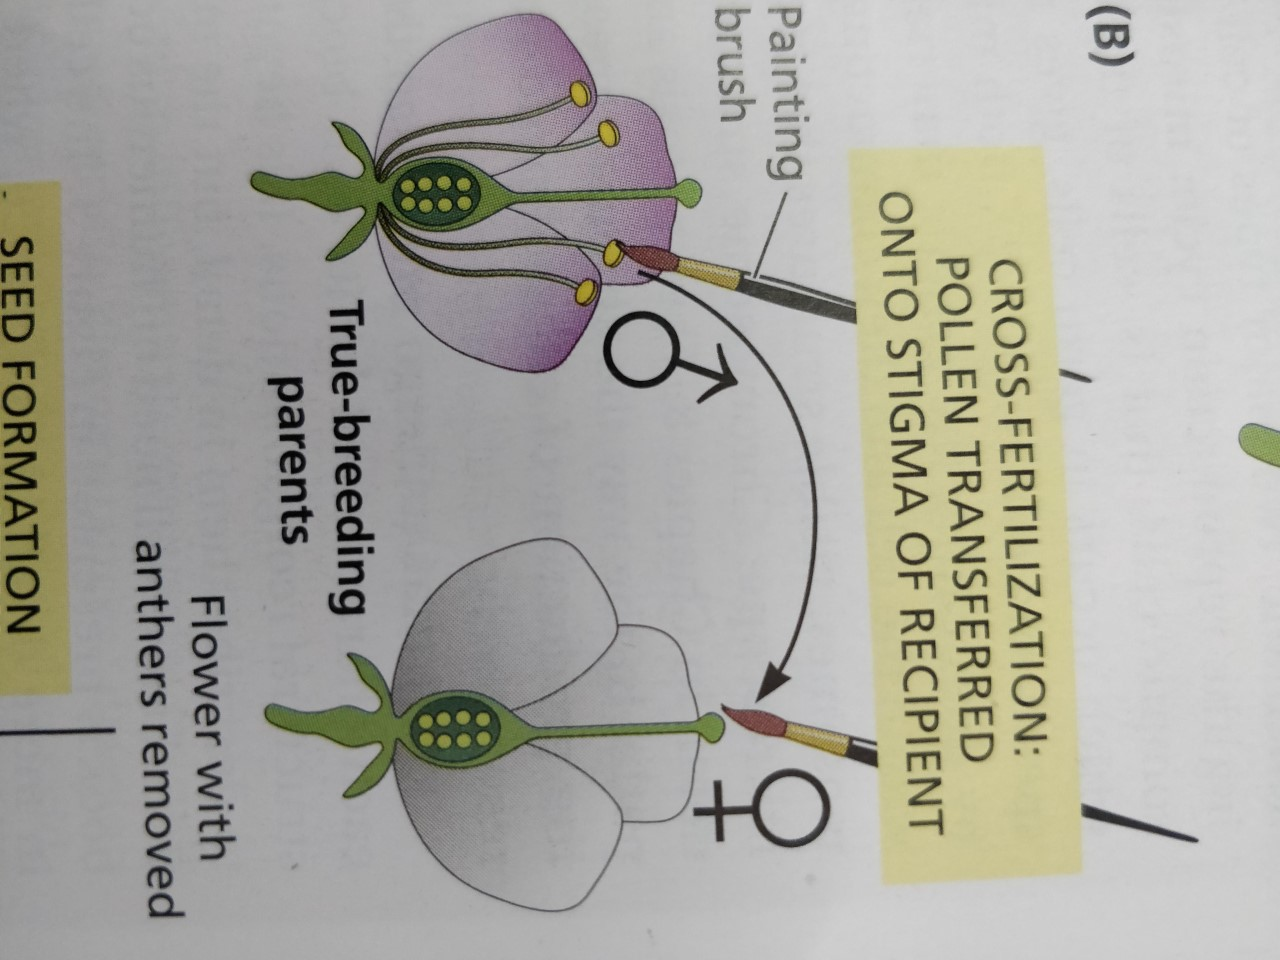 (B)
CROSS-FERTILIZATION:
POLLEN TRANSFERRED
ONTO STIGMA OF RECIPIENT
Painting
brush
♂
♀
True-breeding
parents
Flower with
anthers removed
SEED FORMATION